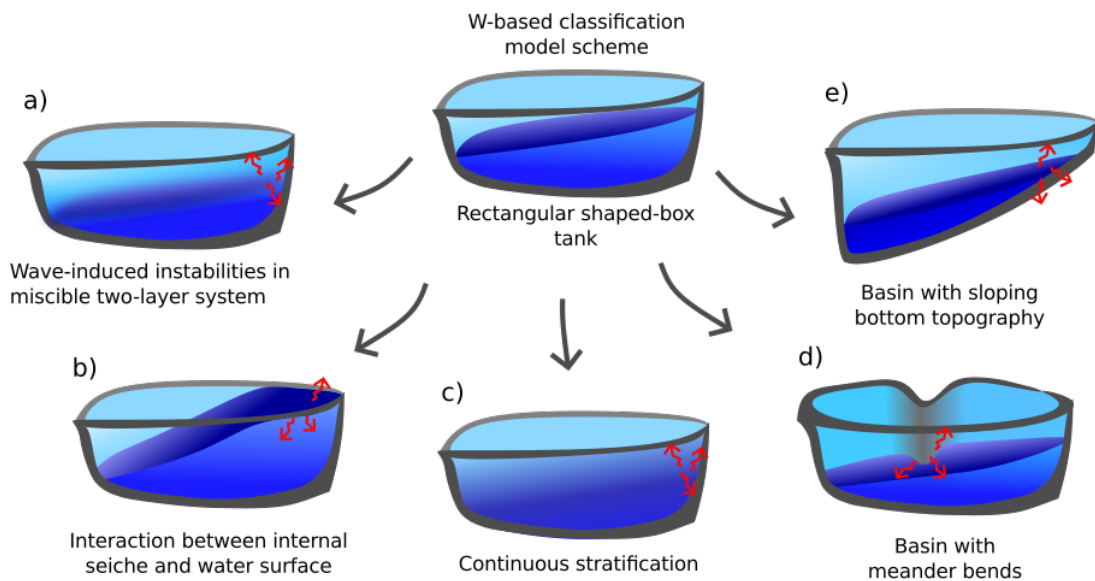 W-based classification
model scheme
Rectangular shaped-box
tank
a)
Wave-induced instabilities in
miscible two-layer system
b)
Interaction between internal
seiche and water surface
c)
Continuous stratification
d)
Basin with
meander bends
e)
Basin with sloping
bottom topography